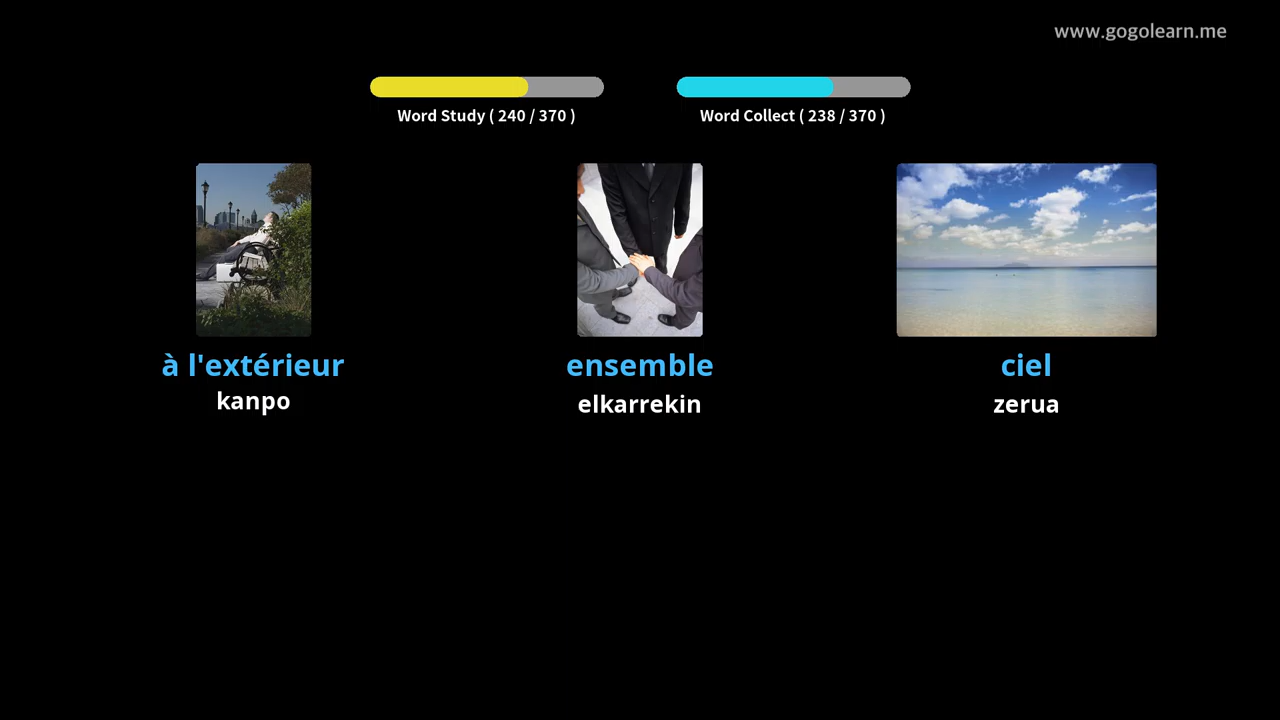 www.gogolearn.me
Word Study ( 240 / 370 )
Word Collect ( 238 / 370 )
à l'extérieur
kanpo
ensemble
elkarrekin
ciel
zerua